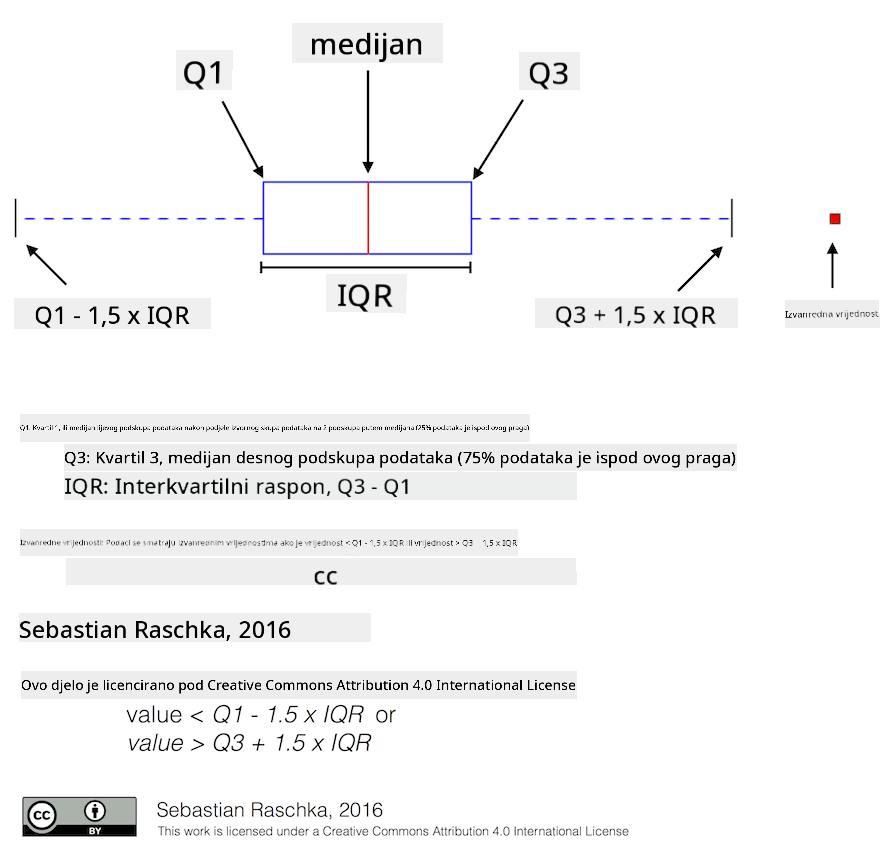 medijan
Q1
Q3
IQR
Q1 - 1,5 x IQR
Q3 + 1,5 x IQR
Izvanredna vrijednost
Q1: Kvartil 1, ili medijan lijevog podskupa podataka nakon podjele izvornog skupa podataka na 2 podskupa putem medijana (25% podataka je ispod ovog praga)
Q3: Kvartil 3, medijan desnog podskupa podataka (75% podataka je ispod ovog praga)
IQR: Interkvartilni raspon, Q3 - Q1
Izvanredne vrijednosti: Podaci se smatraju izvanrednim vrijednostima ako je vrijednost < Q1 - 1,5 x IQR ili vrijednost > Q3 + 1,5 x IQR
cc
Sebastian Raschka, 2016
Ovo djelo je licencirano pod Creative Commons Attribution 4.0 International License
value < Q1 - 1.5 x IQR or
value > Q3 + 1.5 x IQR
cc
BY
Sebastian Raschka, 2016
This work is licensed under a Creative Commons Attribution 4.0 International License